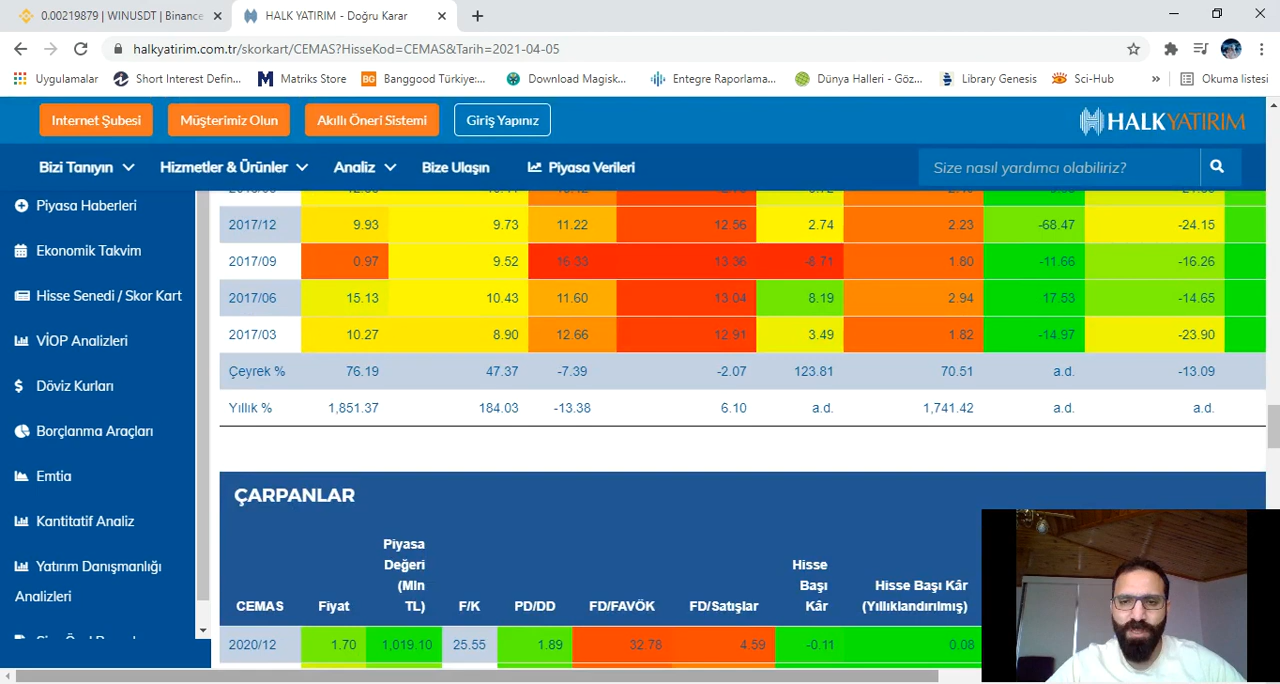 0.00219879 | WINUSDT | Binance
HALK YATIRIM - Doğru Karar
halkyatirim.com.tr/skorkart/CEMAS?HisseKod=CEMAS&Tarih=2021-04-05
Uygulamalar
Short Interest Defin...
Matriks Store
BG Banggood Türkiye:...
Download Magisk...
Entegre Raporlama...
Dünya Halleri - Göz...
Library Genesis
Sci-Hub
»
Okuma listesi
Internet Şubesi
Müşterimiz Olun
Akıllı Öneri Sistemi
Giriş Yapınız
HALKYATIRIM
Bizi Tanıyın
Hizmetler & Ürünler
Analiz
Bize Ulaşın
Piyasa Verileri
Size nasıl yardımcı olabiliriz?
Piyasa Haberleri
Ekonomik Takvim
Hisse Senedi / Skor Kart
VİOP Analizleri
Döviz Kurları
Borçlanma Araçları
Emtia
Kantitatif Analiz
Yatırım Danışmanlığı
Analizleri
2017/12 9.93 9.73 11.22 12.56 2.74 2.23 -68.47 -24.15
2017/09 0.97 9.52 16.33 13.36 -8.71 1.80 -11.66 -16.26
2017/06 15.13 10.43 11.60 13.04 8.19 2.94 17.53 -14.65
2017/03 10.27 8.90 12.66 12.91 3.49 1.82 -14.97 -23.90
Çeyrek % 76.19 47.37 -7.39 -2.07 123.81 70.51 a.d. -13.09
Yıllık % 1,851.37 184.03 -13.38 6.10 a.d. 1,741.42 a.d. a.d.
ÇARPANLAR
CEMAS
Fiyat
Piyasa
Değeri
(Mln
TL)
F/K
PD/DD
FD/FAVÖK
FD/Satışlar
Hisse
Başı
Kâr
Hisse Başı Kâr
(Yıllıklandırılmış)
2020/12 1.70 1,019.10 25.55 1.89 32.78 4.59 -0.11 0.08